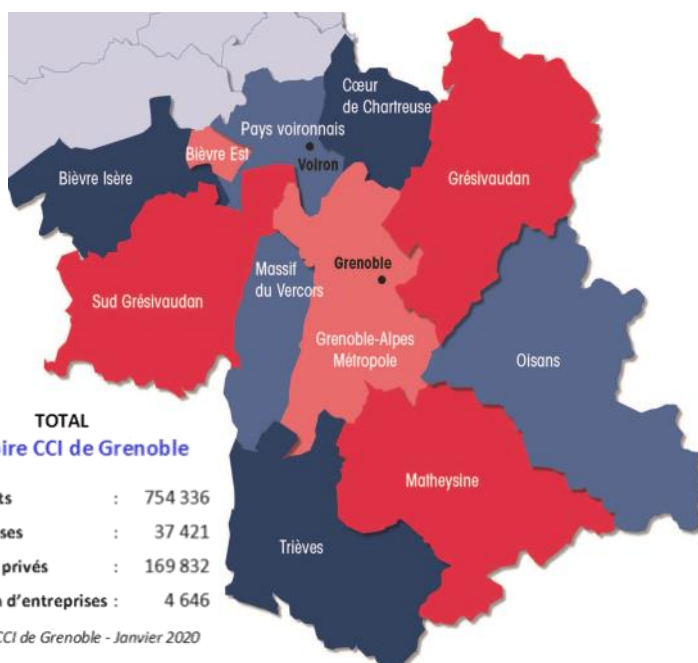 Cœur
de Chartreuse
Pays voironnais
Bièvre Est
Voiron
Bièvre Isère
Grésivaudan
Massif
du Vercors
Grenoble
Sud Grésivaudan
Grenoble-Alpes
Métropole
Oisans
Matheysine
Trièves
TOTAL
ire CCI de Grenoble
ts : 754 336
ses : 37 421
privés : 169 832
d’entreprises : 4 646
CCI de Grenoble - Janvier 2020